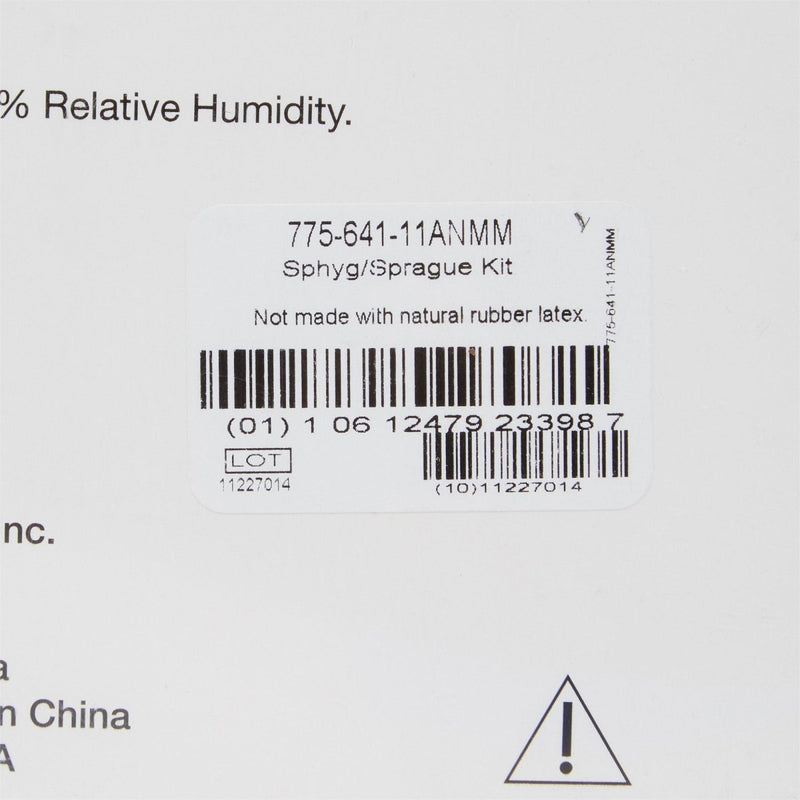 % Relative Humidity.
775-641-11ANMM
Sphyg/Sprague Kit
775-641-11ANMM
Not made with natural rubber latex.
(01) 1 06 12479 23398 7
LOT
11227014
(10)11227014
nc.
a
n China
A
!